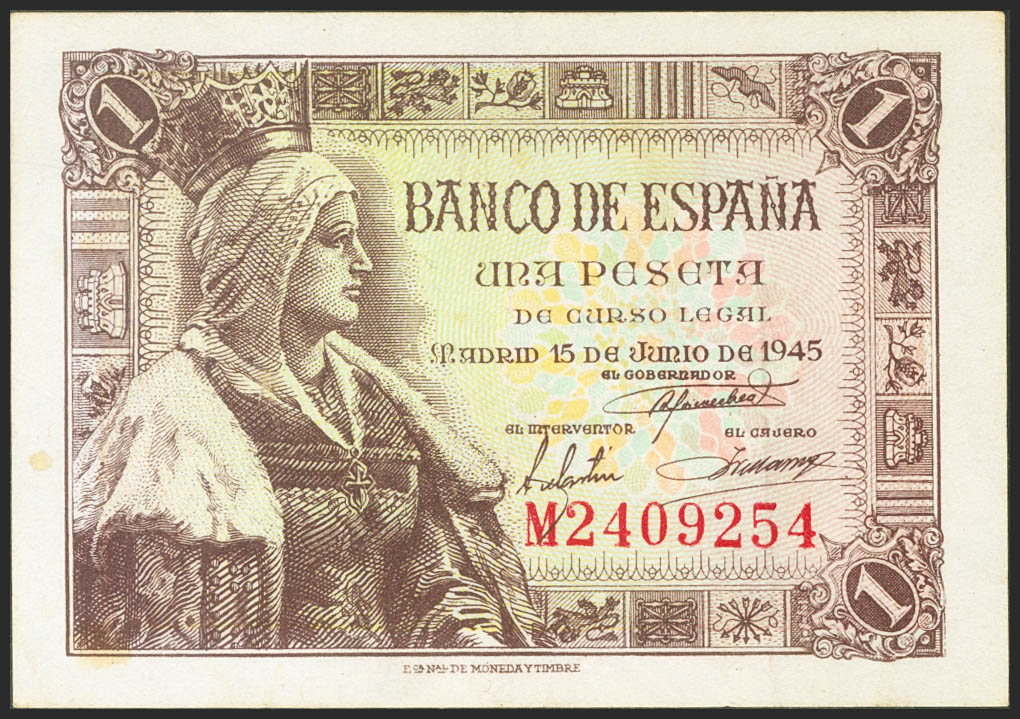 1
1
BANCO DE ESPAÑA
UNA PESETA
DE CURSO LEGAL
MADRID 15 DE JUNIO DE 1945
EL GOBERNADOR
EL INTERVENTOR
EL CAJERO
M2409254
1
F.CA NAL DE MONEDA Y TIMBRE